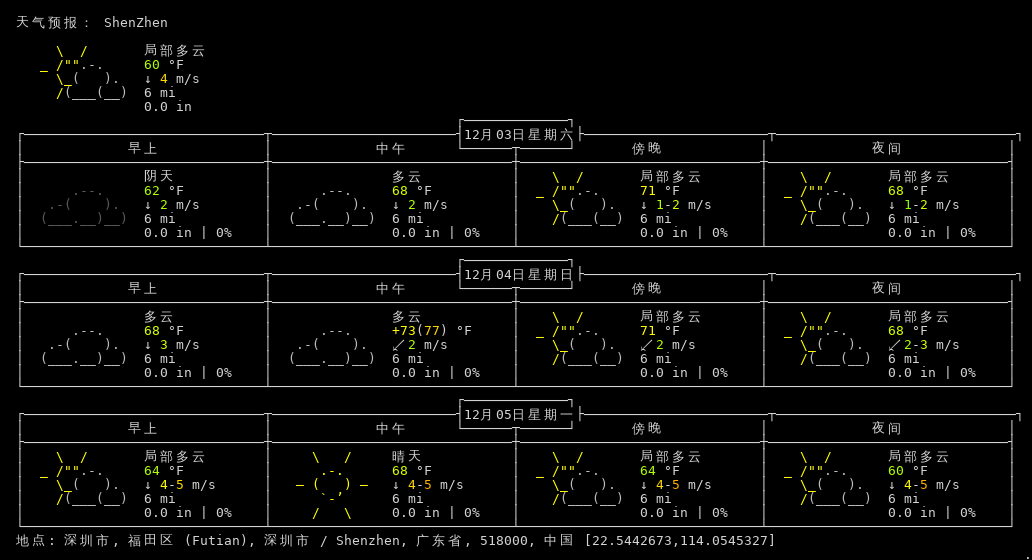 天气预报： ShenZhen
局部多云
60 °F
↓ 4 m/s
6 mi
0.0 in
12月03日星期六
早上 中午 傍晚 夜间
阴天 多云 局部多云 局部多云
62 °F 68 °F 71 °F 68 °F
↓ 2 m/s ↓ 2 m/s ↓ 1-2 m/s ↓ 1-2 m/s
6 mi 6 mi 6 mi 6 mi
0.0 in | 0% 0.0 in | 0% 0.0 in | 0% 0.0 in | 0%
12月04日星期日
早上 中午 傍晚 夜间
多云 多云 局部多云 局部多云
68 °F +73(77) °F 71 °F 68 °F
↓ 3 m/s ↙ 2 m/s ↙ 2 m/s ↙ 2-3 m/s
6 mi 6 mi 6 mi 6 mi
0.0 in | 0% 0.0 in | 0% 0.0 in | 0% 0.0 in | 0%
12月05日星期一
早上 中午 傍晚 夜间
局部多云 晴天 局部多云 局部多云
64 °F 68 °F 64 °F 60 °F
↓ 4-5 m/s ↓ 4-5 m/s ↓ 4-5 m/s ↓ 4-5 m/s
6 mi 6 mi 6 mi 6 mi
0.0 in | 0% 0.0 in | 0% 0.0 in | 0% 0.0 in | 0%
地点: 深圳市, 福田区 (Futian), 深圳市 / Shenzhen, 广东省, 518000, 中国 [22.5442673,114.0545327]